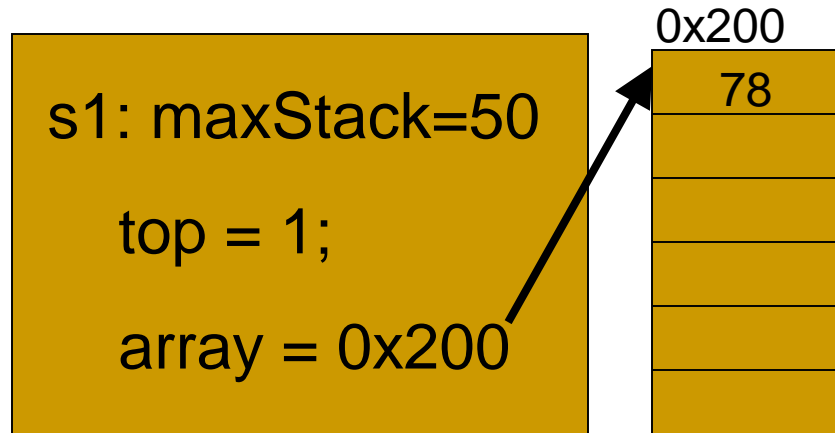 s1: maxStack=50
top = 1;
array = 0x200
0x200
78